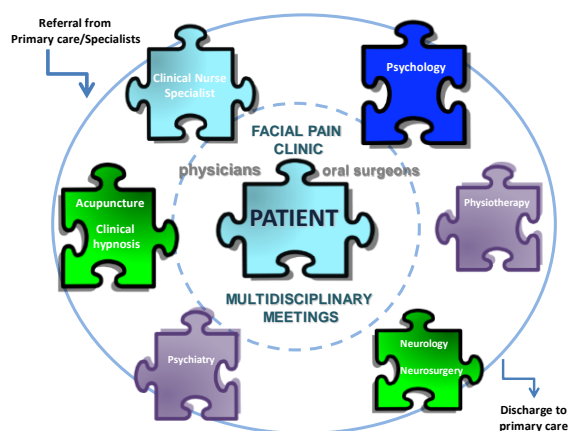 Referral from
Primary care/Specialists
Clinical Nurse
Specialist
Psychology
FACIAL PAIN
CLINIC
physicians
oral surgeons
Acupuncture
Clinical
hypnosis
PATIENT
Physiotherapy
MULTIDISCIPLINARY
MEETINGS
Psychiatry
Neurology
Neurosurgery
Discharge to
primary care